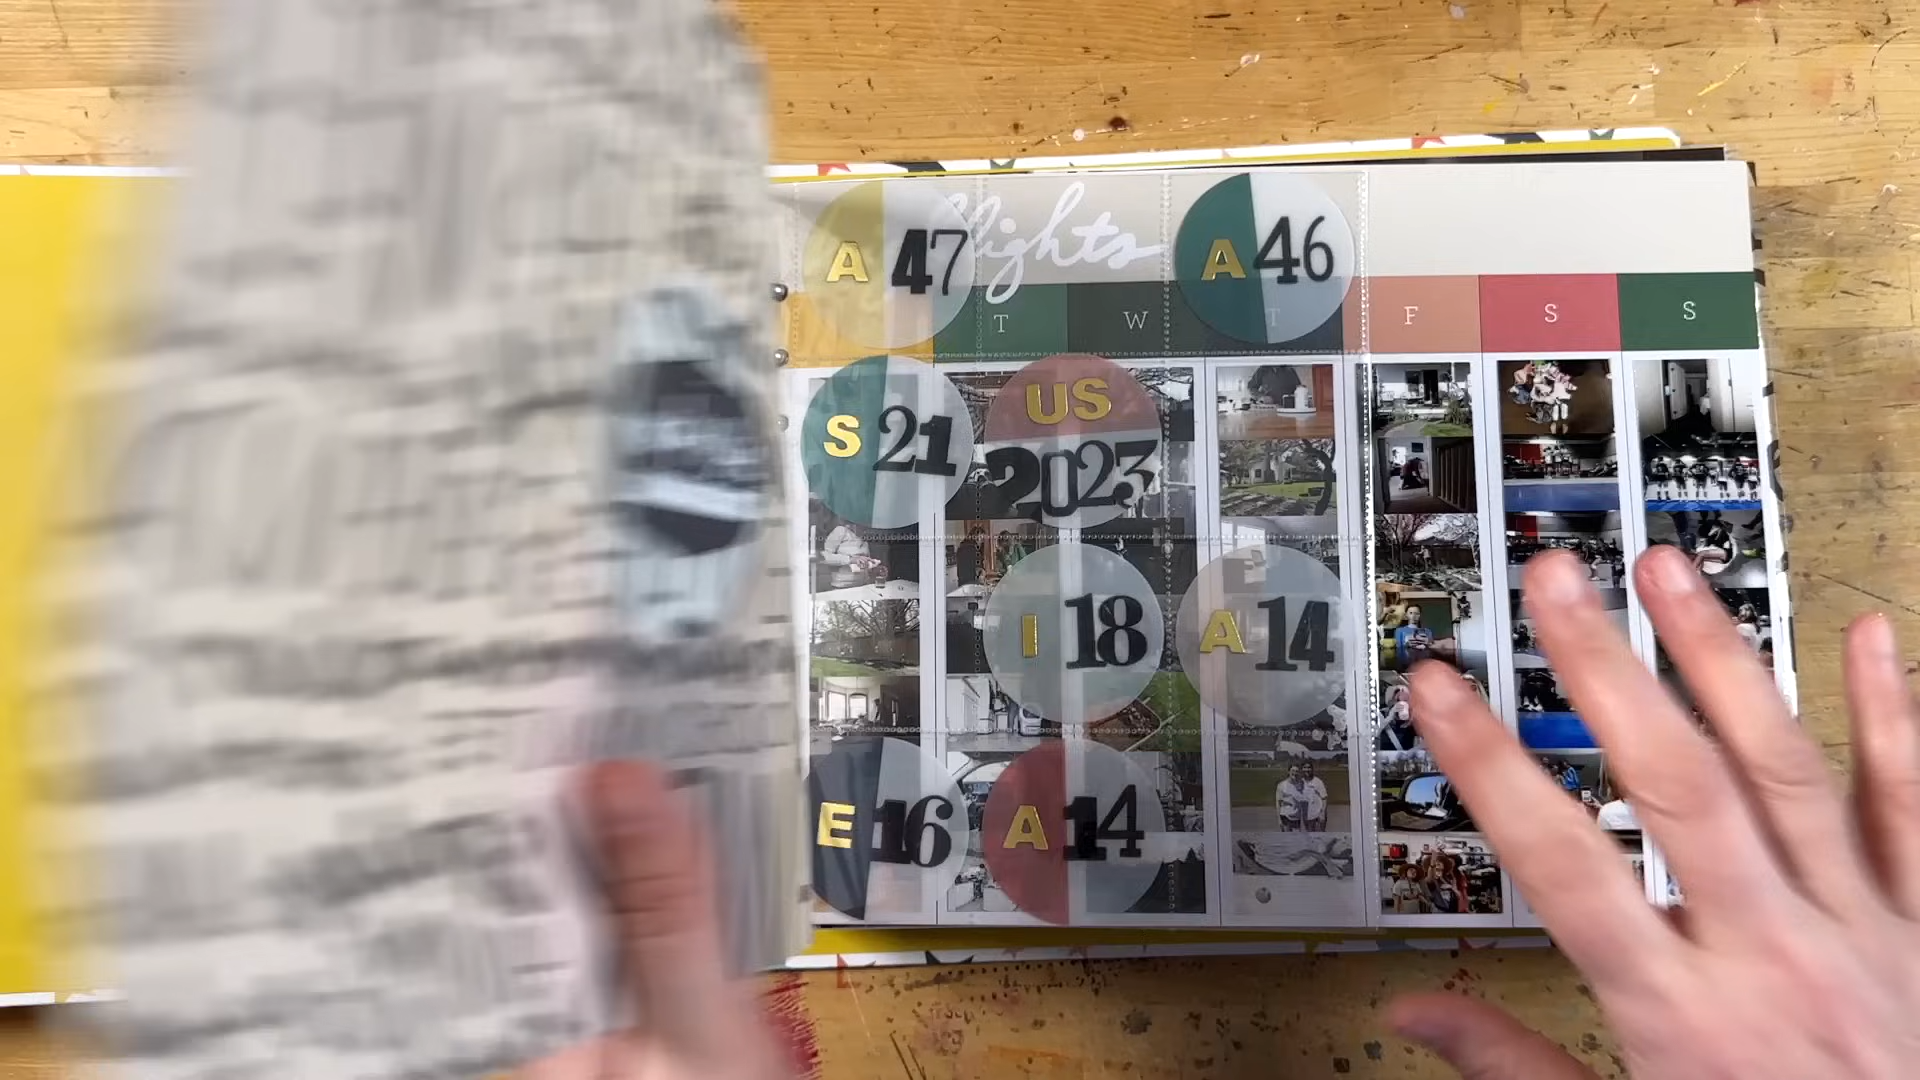 A 47
lights
A 46
T W T F S S
S 21
US
2023
I 18
A 14
E 16
A 14